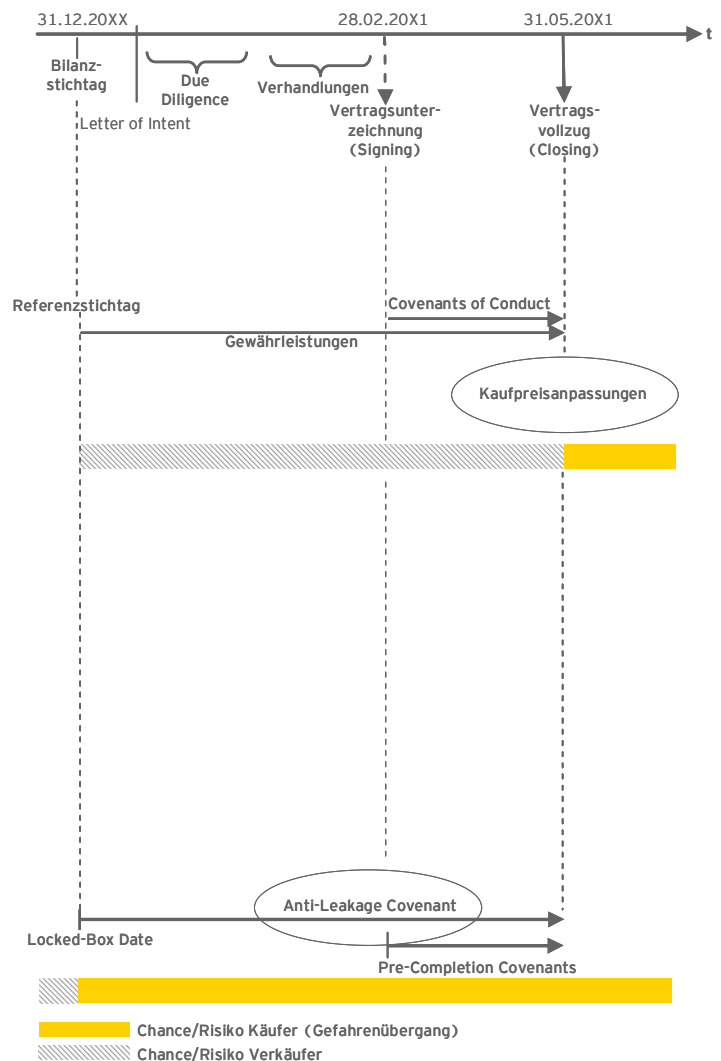 31.12.20XX
28.02.20X1
31.05.20X1
t
Bilanz-
stichtag
Due
Diligence
Verhandlungen
Letter of Intent
Vertragsunter-
zeichnung
(Signing)
Vertrags-
vollzug
(Closing)
Referenzstichtag
Covenants of Conduct
Gewährleistungen
Kaufpreisanpassungen
Anti-Leakage Covenant
Locked-Box Date
Pre-Completion Covenants
Chance/Risiko Käufer (Gefahrenübergang)
Chance/Risiko Verkäufer